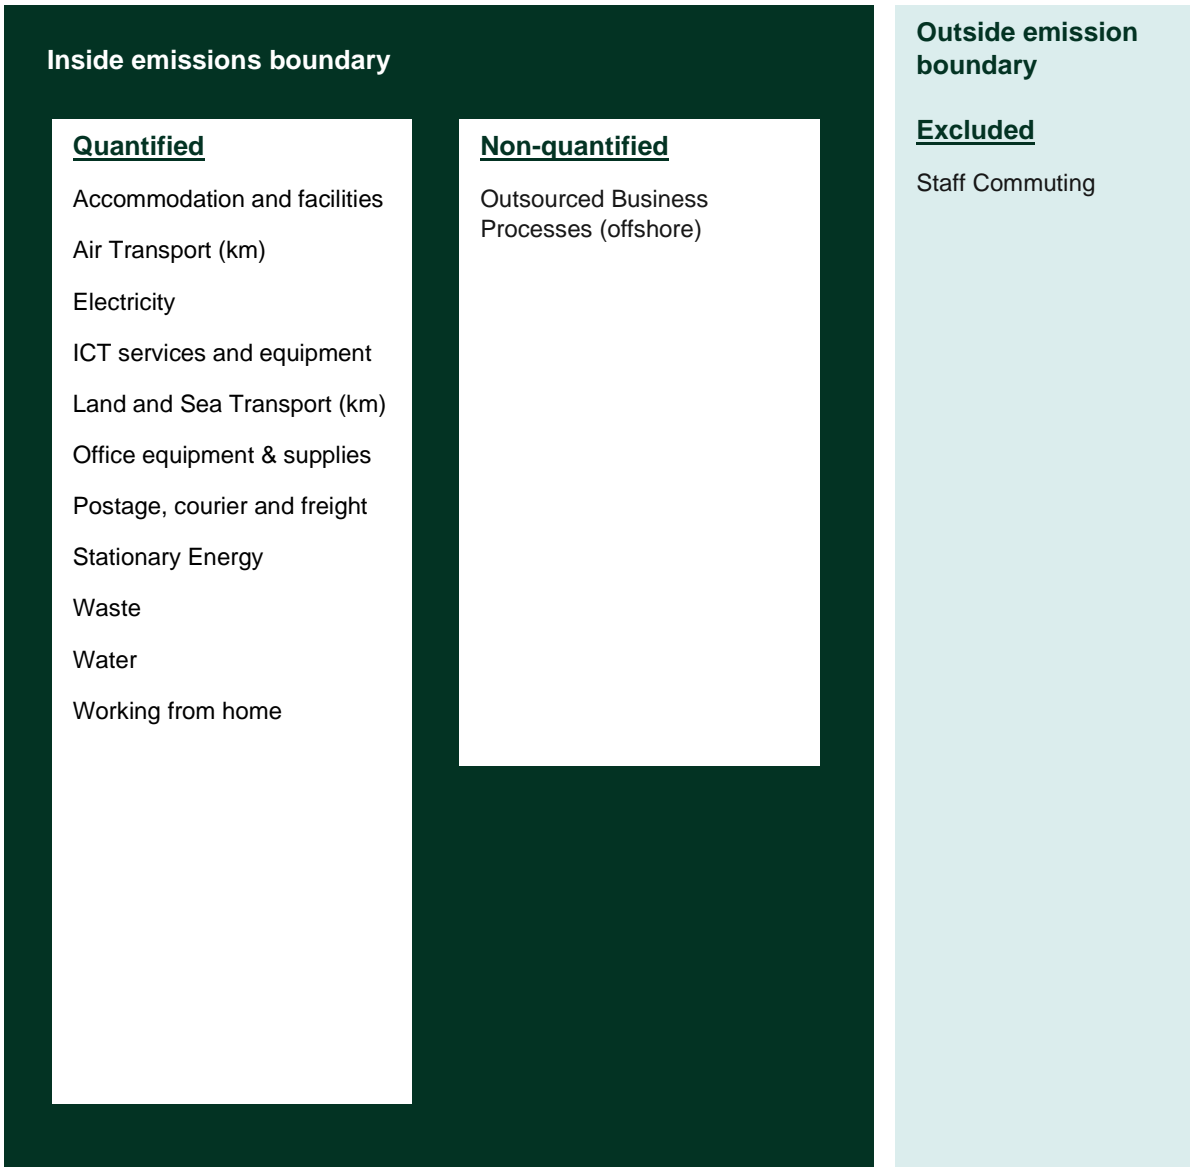 Inside emissions boundary
Quantified
Accommodation and facilities
Air Transport (km)
Electricity
ICT services and equipment
Land and Sea Transport (km)
Office equipment & supplies
Postage, courier and freight
Stationary Energy
Waste
Water
Working from home
Non-quantified
Outsourced Business
Processes (offshore)
Outside emission
boundary
Excluded
Staff Commuting